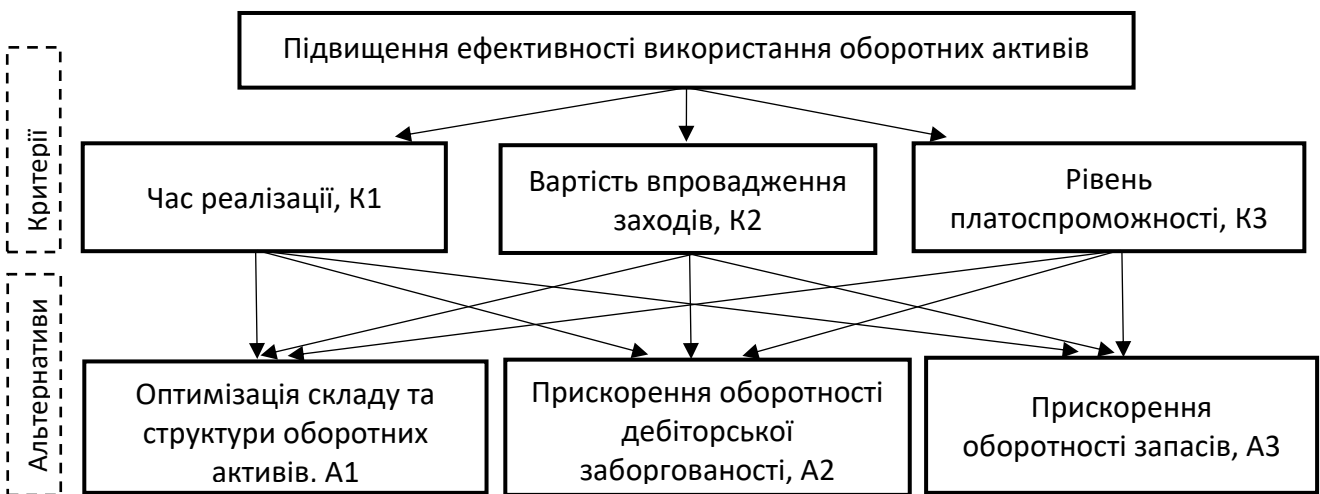 Підвищення ефективності використання оборотних активів
Критерії
Час реалізації, К1
Вартість впровадження
заходів, К2
Рівень
платоспроможності, К3
Альтернативи
Оптимізація складу та
структури оборотних
активів. А1
Прискорення оборотності
дебіторської
заборгованості, А2
Прискорення
оборотності запасів, А3